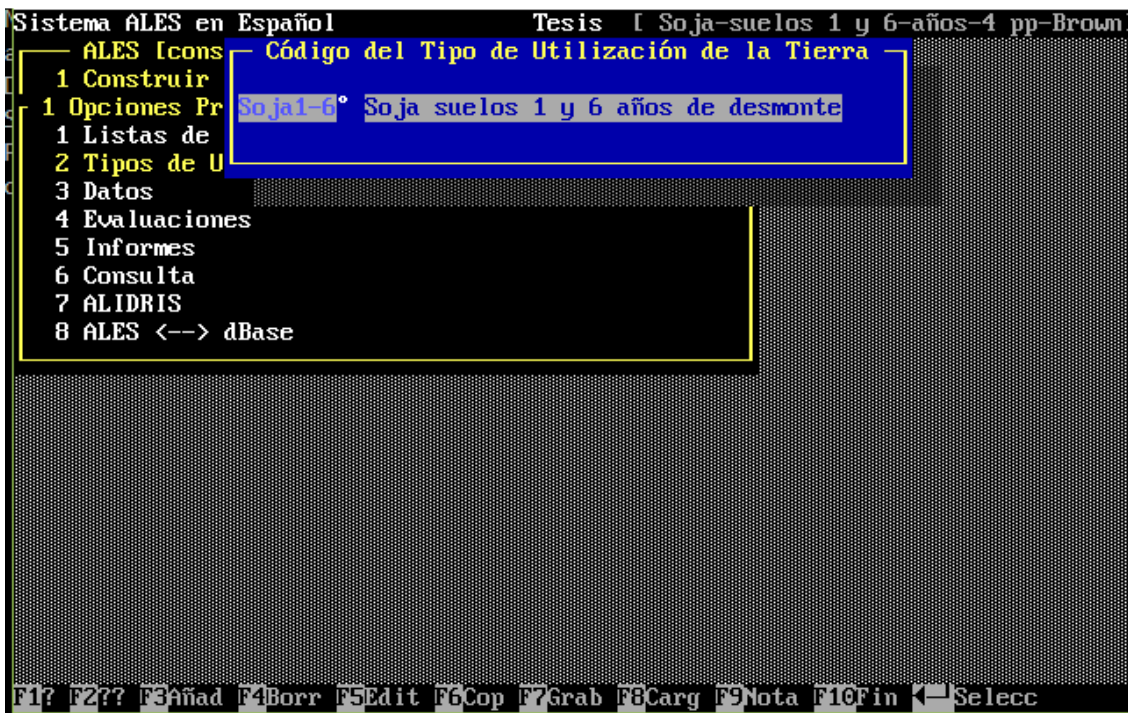 Sistema ALES en Español Tesis [ Soja-suelos 1 y 6-años-4 pp-Brown]
ALES [cons
Código del Tipo de Utilización de la Tierra
1 Construir
1 Opciones Pr
Soja1-6° Soja suelos 1 y 6 años de desmonte
1 Listas de
2 Tipos de U
3 Datos
4 Evaluaciones
5 Informes
6 Consulta
7 ALIDRIS
8 ALES <--> dBase
F1? F2?? F3Añad F4Borr F5Edit F6Cop F7Grab F8Carg F9Nota F10Fin ◄─┘Selecc